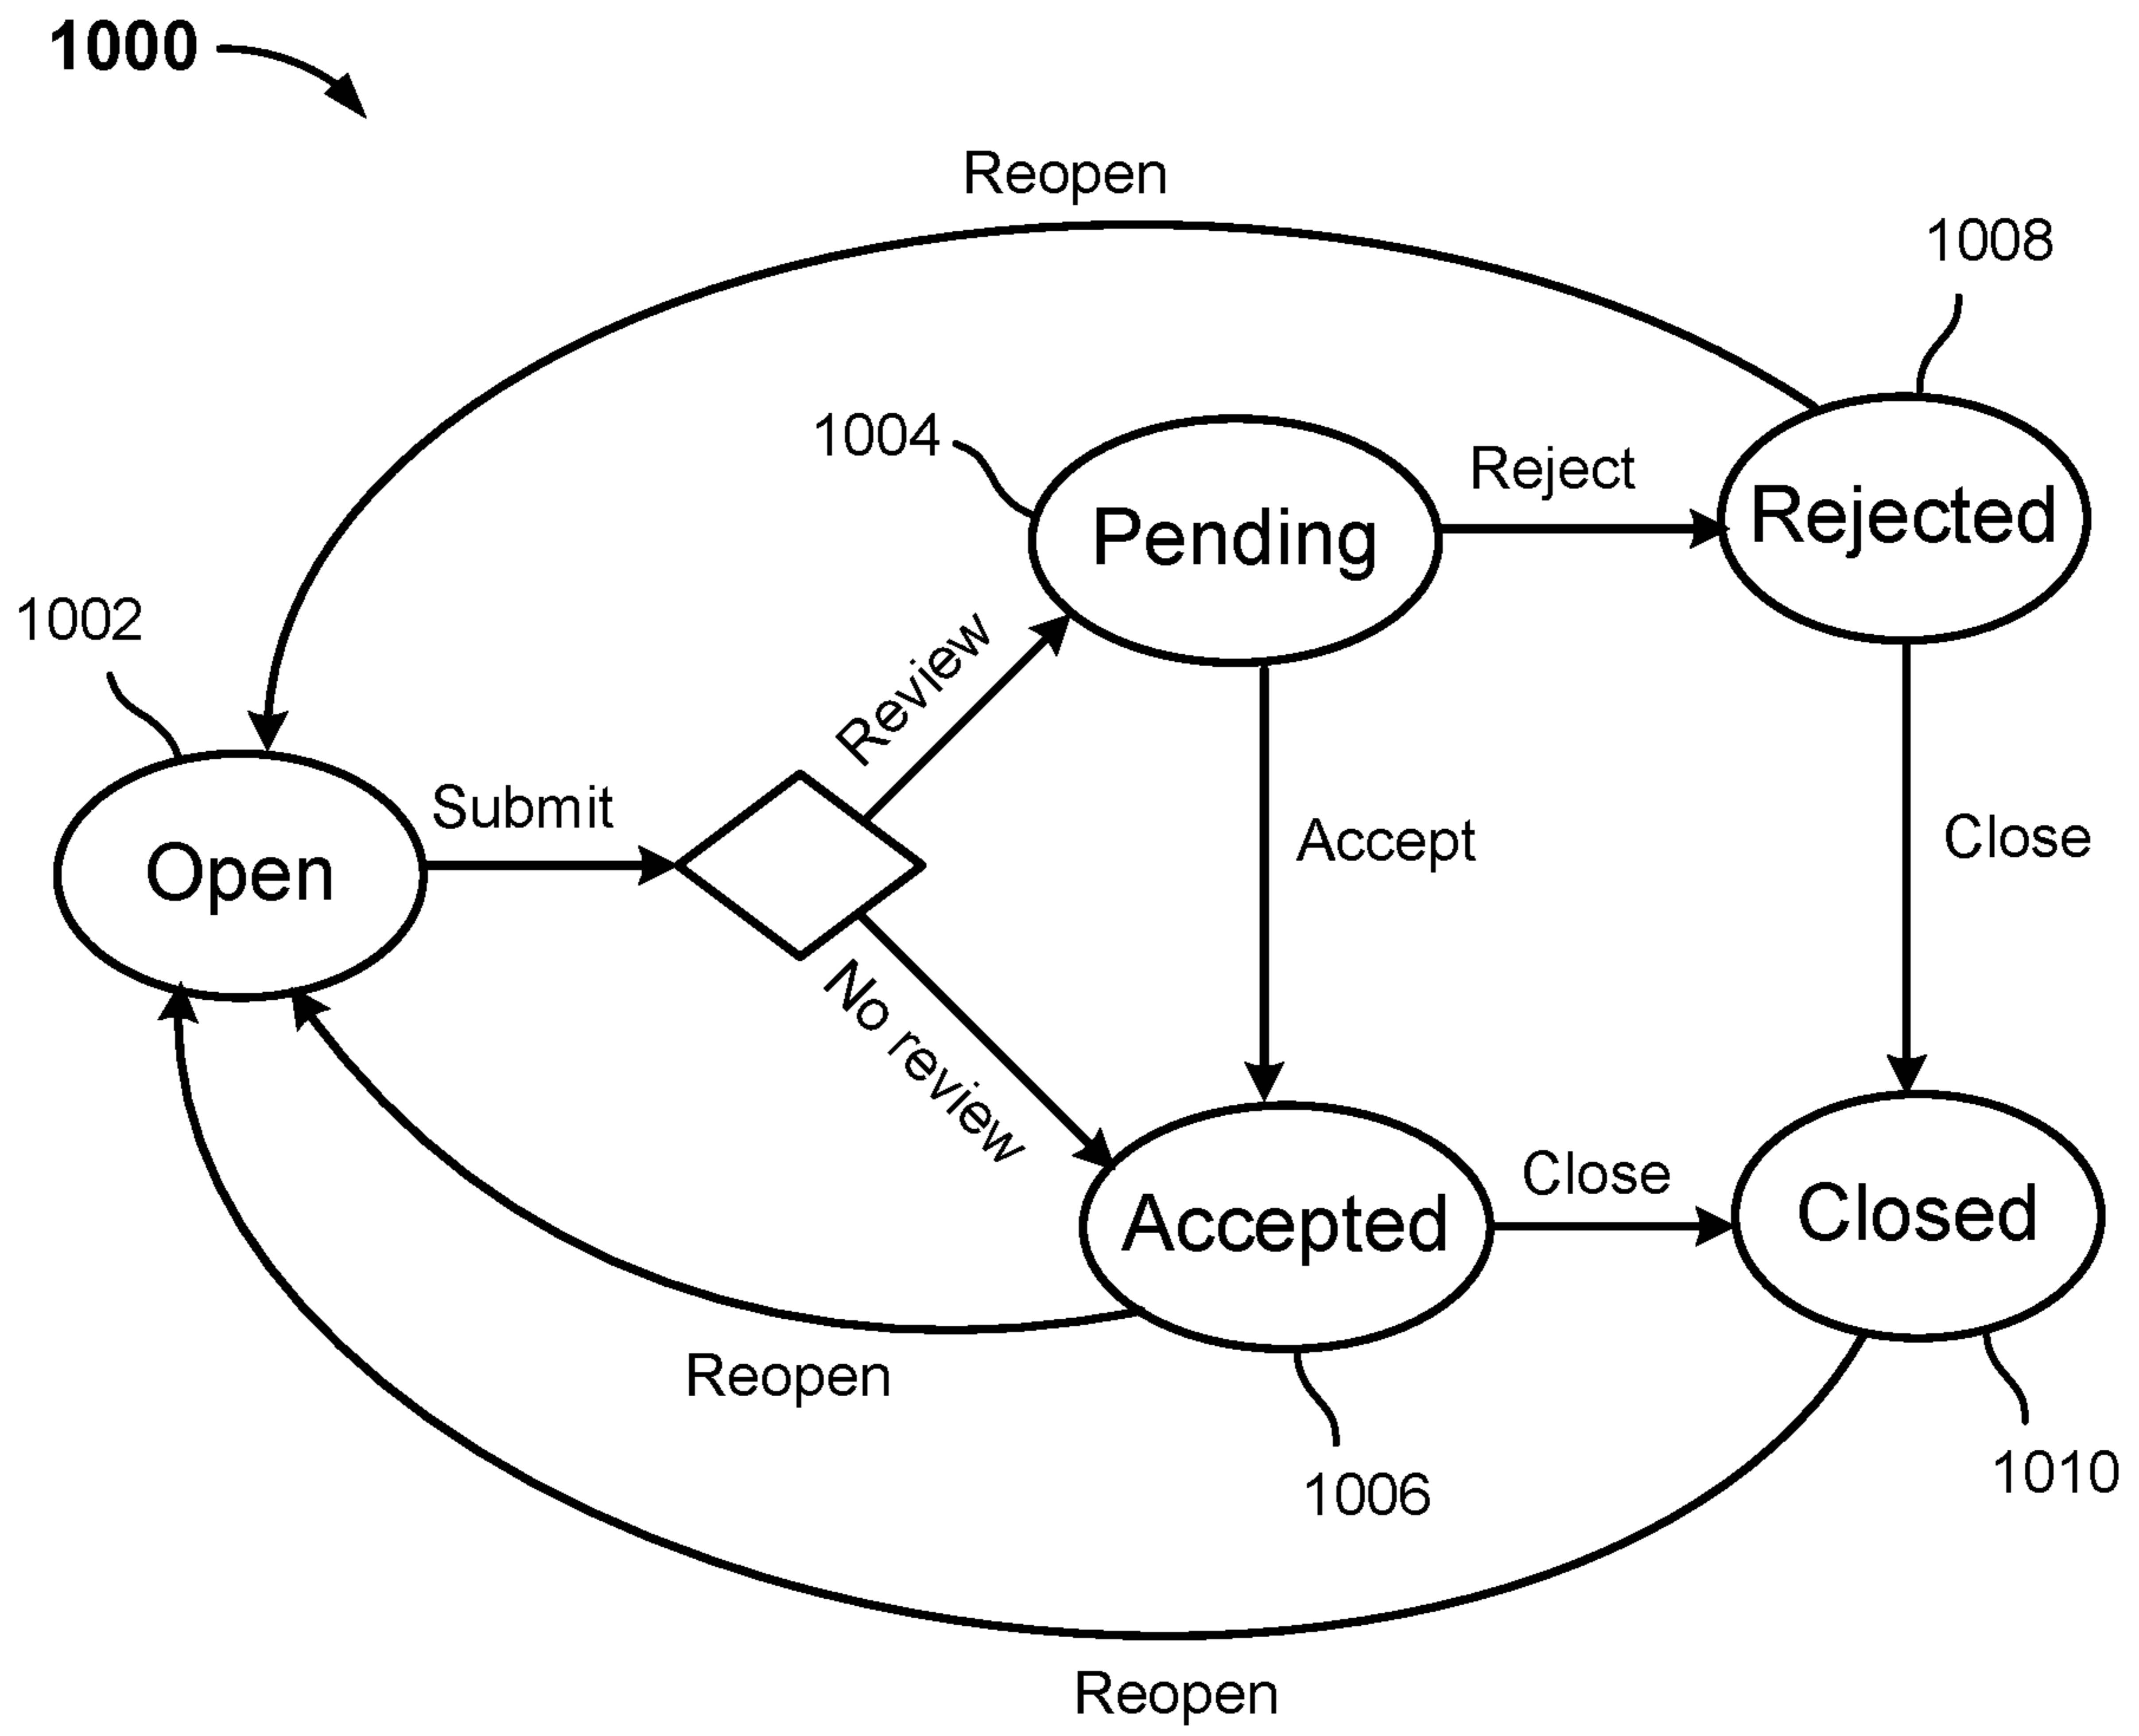 1000
Reopen
1008
1004
Reject
Pending
Rejected
1002
Review
Submit
Open
Accept
Close
No review
Accepted
Close
Closed
Reopen
1006
1010
Reopen